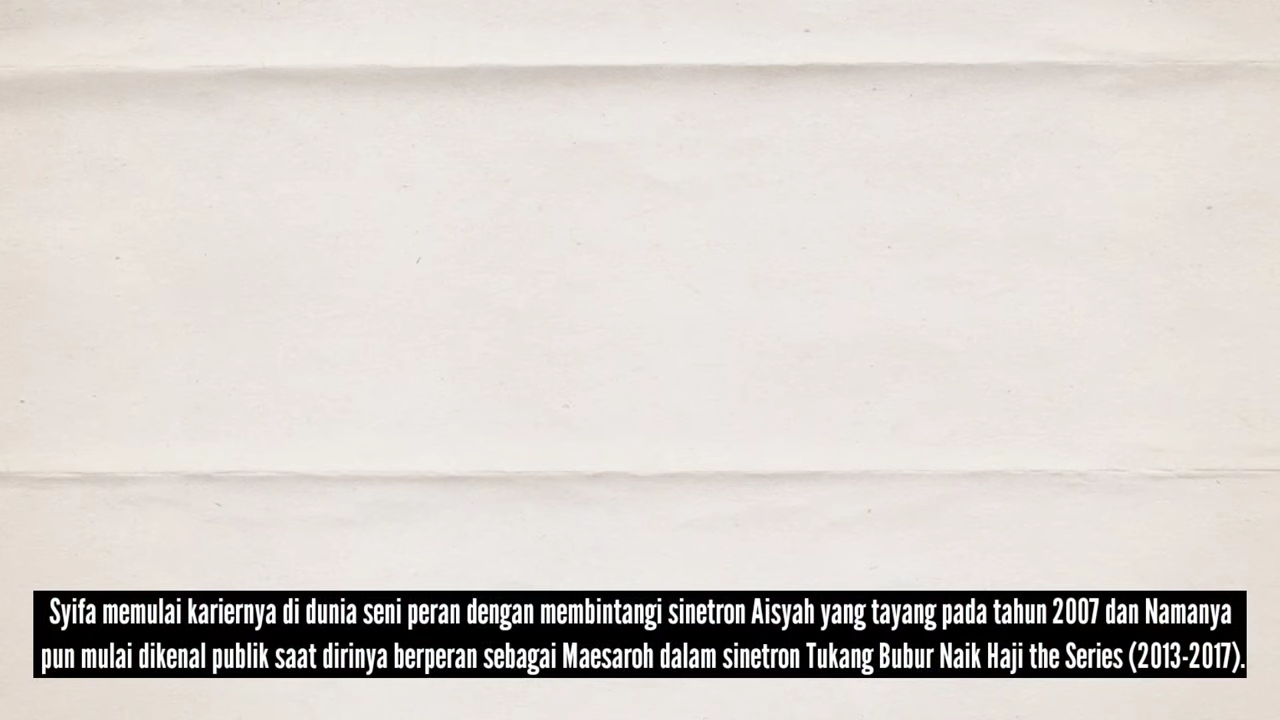 Syifa memulai kariernya di dunia seni peran dengan membintangi sinetron Aisyah yang tayang pada tahun 2007 dan Namanya
pun mulai dikenal publik saat dirinya berperan sebagai Maesaroh dalam sinetron Tukang Bubur Naik Haji the Series (2013-2017).